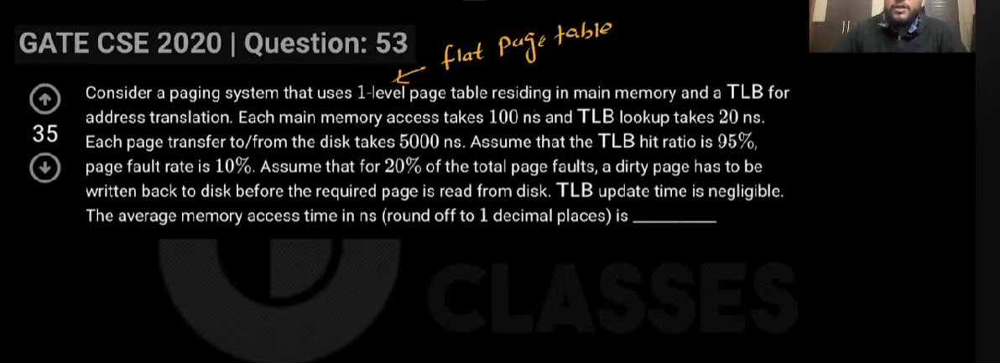 GATE CSE 2020 | Question: 53
flat page table
Consider a paging system that uses 1-level page table residing in main memory and a TLB for
address translation. Each main memory access takes 100 ns and TLB lookup takes 20 ns.
35
Each page transfer to/from the disk takes 5000 ns. Assume that the TLB hit ratio is 95%,
page fault rate is 10%. Assume that for 20% of the total page faults, a dirty page has to be
written back to disk before the required page is read from disk. TLB update time is negligible.
The average memory access time in ns (round off to 1 decimal places) is __________
CLASSES